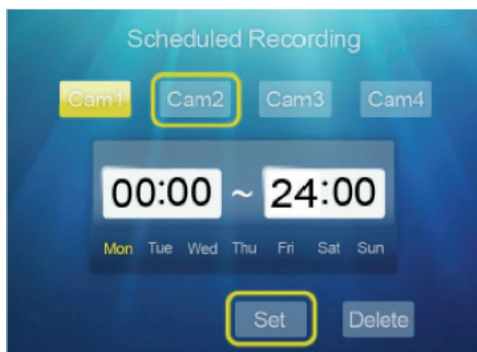 Scheduled Recording
Cam1 Cam2 Cam3 Cam4
00:00 ~ 24:00
Mon Tue Wed Thu Fri Sat Sun
Set Delete